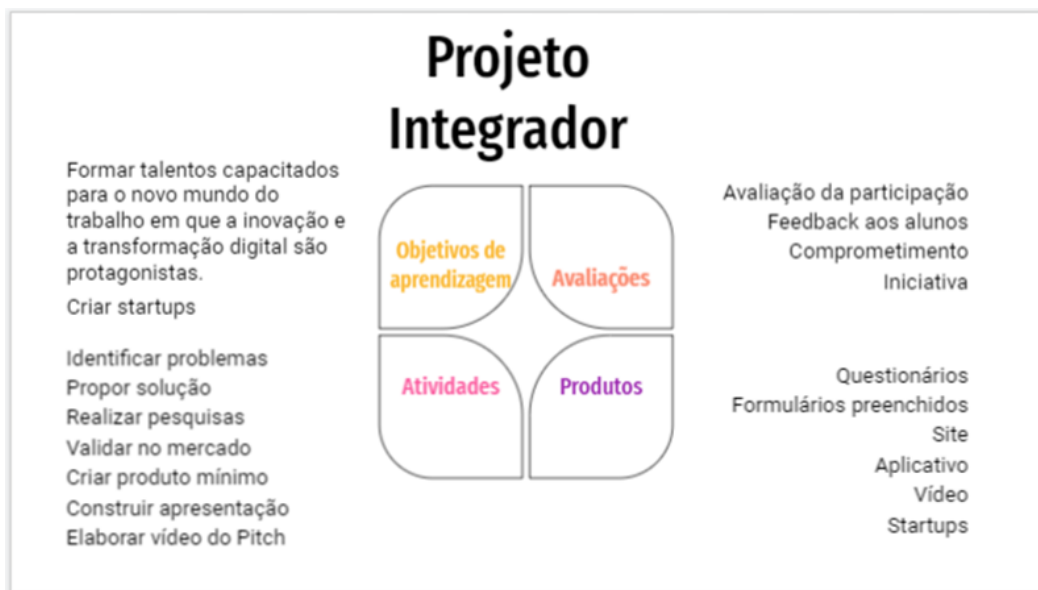 Projeto
Integrador
Formar talentos capacitados
para o novo mundo do
trabalho em que a inovação e
a transformação digital são
protagonistas.
Criar startups
Objetivos de
aprendizagem
Avaliações
Avaliação da participação
Feedback aos alunos
Comprometimento
Iniciativa
Identificar problemas
Propor solução
Realizar pesquisas
Validar no mercado
Criar produto mínimo
Construir apresentação
Elaborar vídeo do Pitch
Atividades
Produtos
Questionários
Formulários preenchidos
Site
Aplicativo
Vídeo
Startups